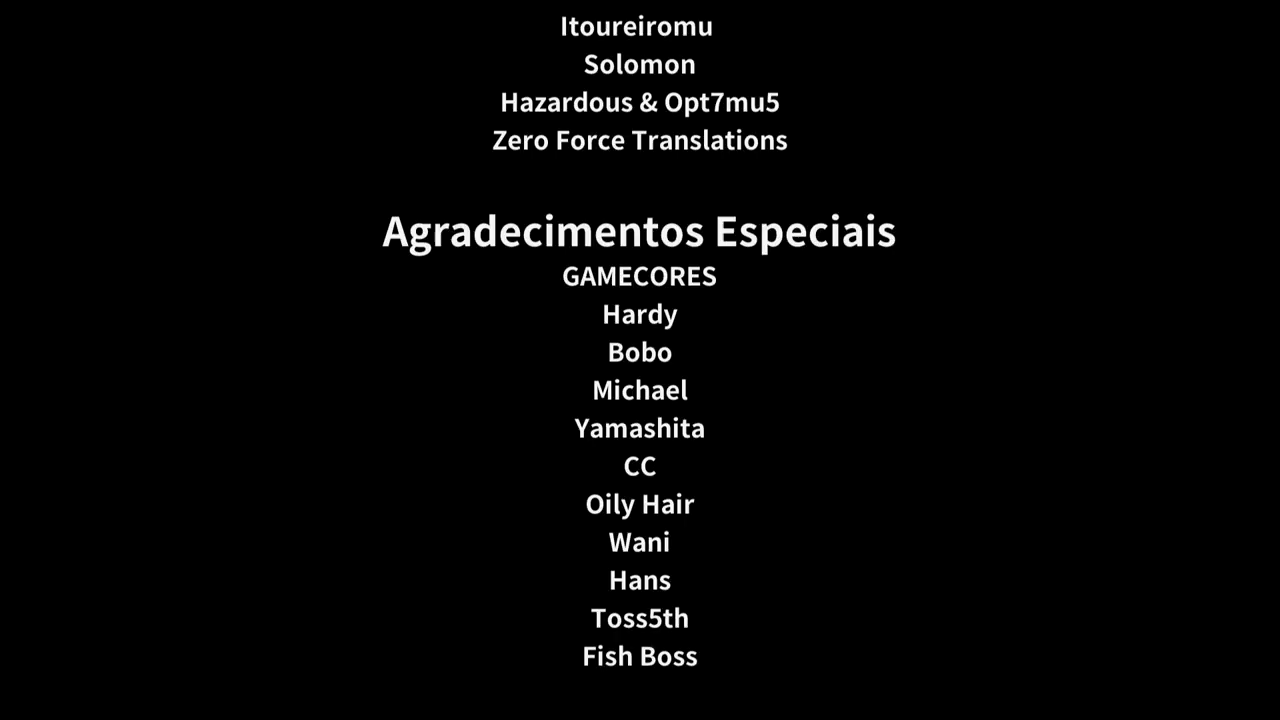 Itoureiromu
Solomon
Hazardous & Opt7mu5
Zero Force Translations
Agradecimentos Especiais
GAMECORES
Hardy
Bobo
Michael
Yamashita
CC
Oily Hair
Wani
Hans
Toss5th
Fish Boss